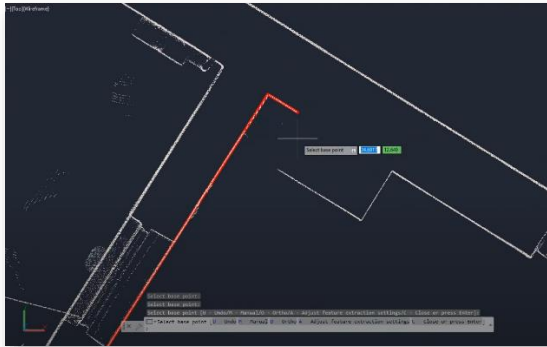 [-][Top][Wireframe]
Select base point
Select base point:
Select base point:
Select base point [U - Undo/M - Manual/O - Ortho/A - Adjust feature extraction settings/C - Close or press Enter]:
Select base point U - Undo M - Manual O - Ortho A - Adjust feature extraction settings C - Close or press Enter